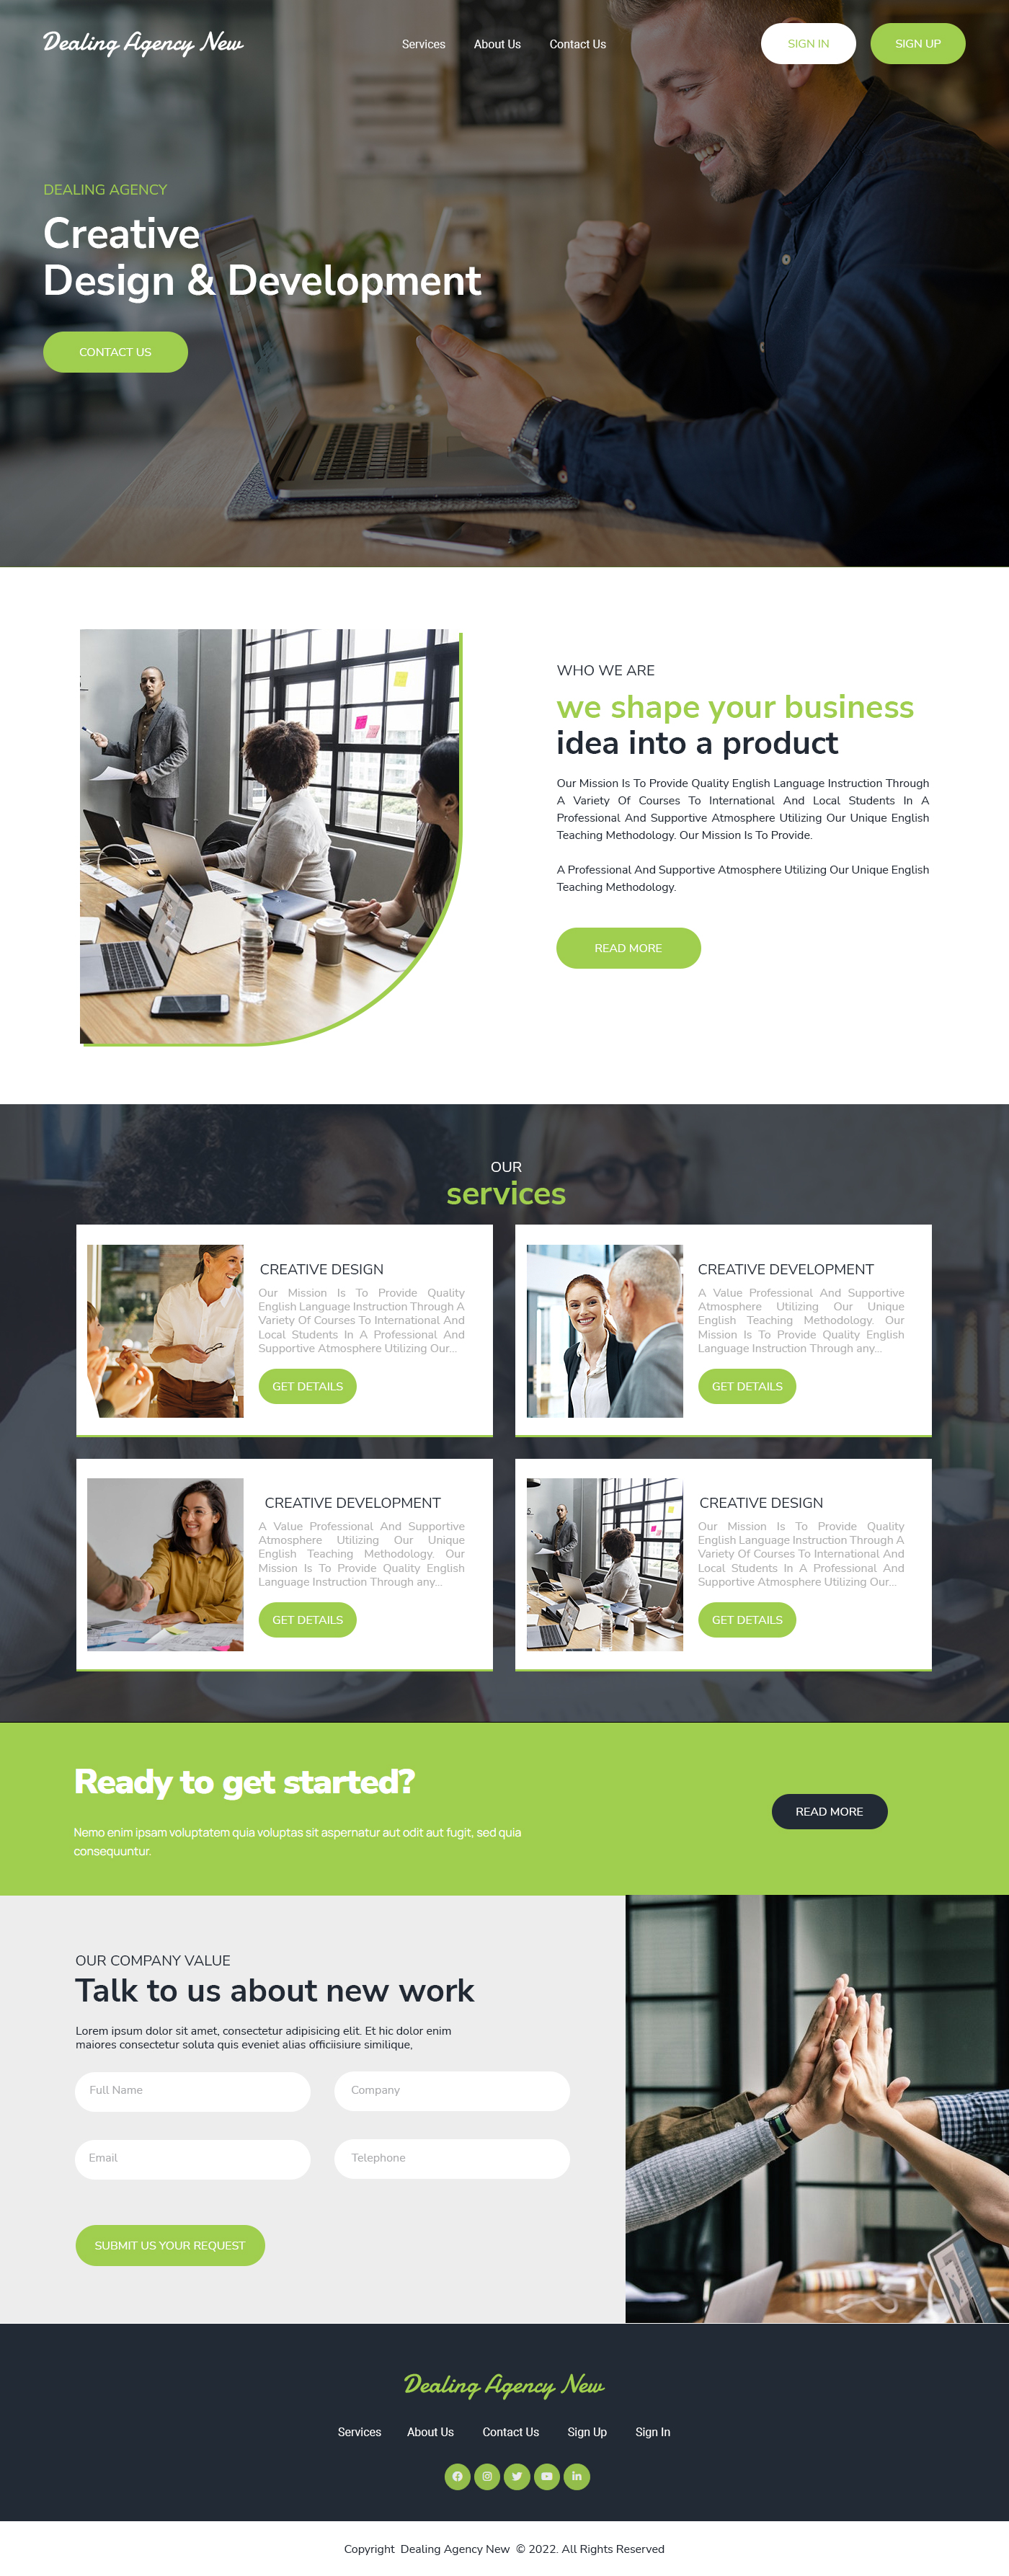 Dealing Agency New
Services About Us Contact Us
SIGN IN SIGN UP
Time
DEALING AGENCY
Creative
Design & Development
CONTACT US
WHO WE ARE
we shape your business
idea into a product
Our Mission Is To Provide Quality English Language Instruction Through
A Variety Of Courses To International And Local Students In A
Professional And Supportive Atmosphere Utilizing Our Unique English
Teaching Methodology. Our Mission Is To Provide.
A Professional And Supportive Atmosphere Utilizing Our Unique English
Teaching Methodology.
READ MORE
OUR
services
CREATIVE DESIGN
Our Mission Is To Provide Quality
English Language Instruction Through A
Variety Of Courses To International And
Local Students In A Professional And
Supportive Atmosphere Utilizing Our...
GET DETAILS
CREATIVE DEVELOPMENT
A Value Professional And Supportive
Atmosphere Utilizing Our Unique
English Teaching Methodology. Our
Mission Is To Provide Quality English
Language Instruction Through any...
GET DETAILS
CREATIVE DEVELOPMENT
A Value Professional And Supportive
Atmosphere Utilizing Our Unique
English Teaching Methodology. Our
Mission Is To Provide Quality English
Language Instruction Through any...
GET DETAILS
CREATIVE DESIGN
Our Mission Is To Provide Quality
English Language Instruction Through A
Variety Of Courses To International And
Local Students In A Professional And
Supportive Atmosphere Utilizing Our...
GET DETAILS
Ready to get started?
Nemo enim ipsam voluptatem quia voluptas sit aspernatur aut odit aut fugit, sed quia
consequuntur.
READ MORE
OUR COMPANY VALUE
Talk to us about new work
Lorem ipsum dolor sit amet, consectetur adipisicing elit. Et hic dolor enim
maiores consectetur soluta quis eveniet alias officiisiure similique,
Full Name Company
Email Telephone
SUBMIT US YOUR REQUEST
Dealing Agency New
Services About Us Contact Us Sign Up Sign In
Copyright Dealing Agency New © 2022. All Rights Reserved